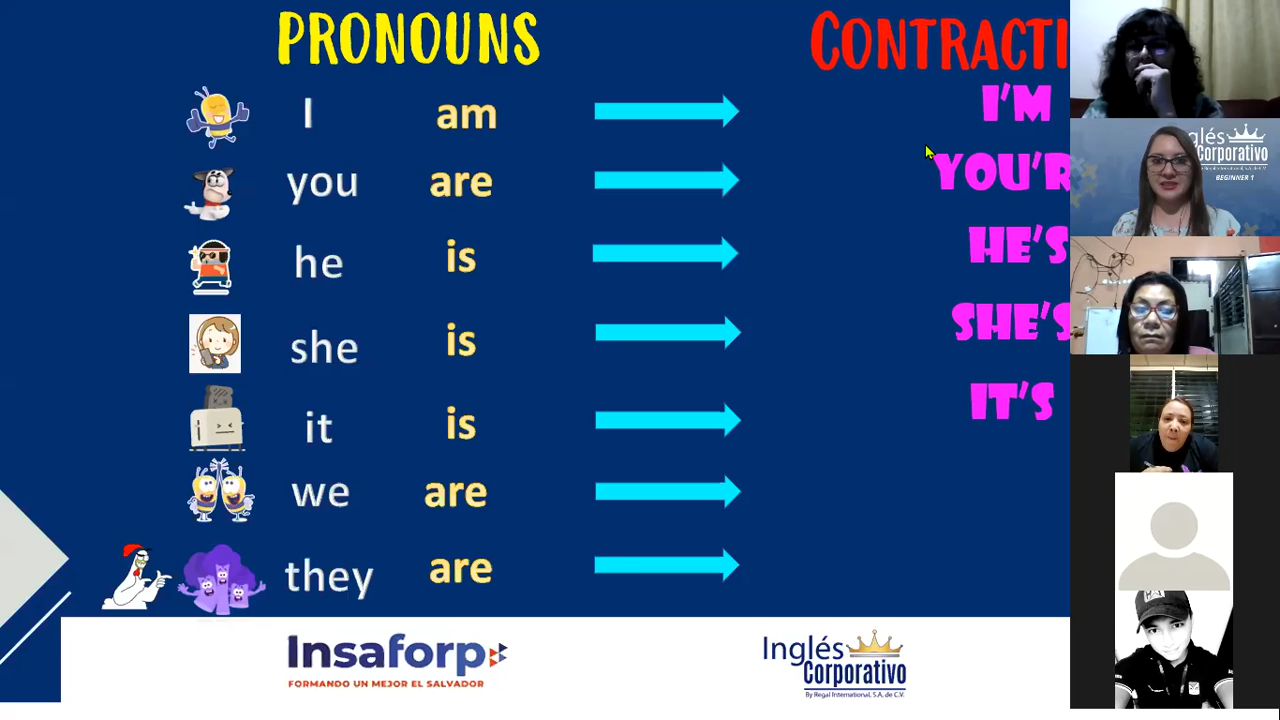 PRONOUNS
CONTRACTI
I am I'M
you are YOU'R
he is HE'S
she is SHE'S
it is IT'S
we are
they are
Insaforp
FORMANDO UN MEJOR EL SALVADOR
Inglés
Corporativo
By Regal International, S.A. de C.V.
glés
Corporativo
BEGINNER 1